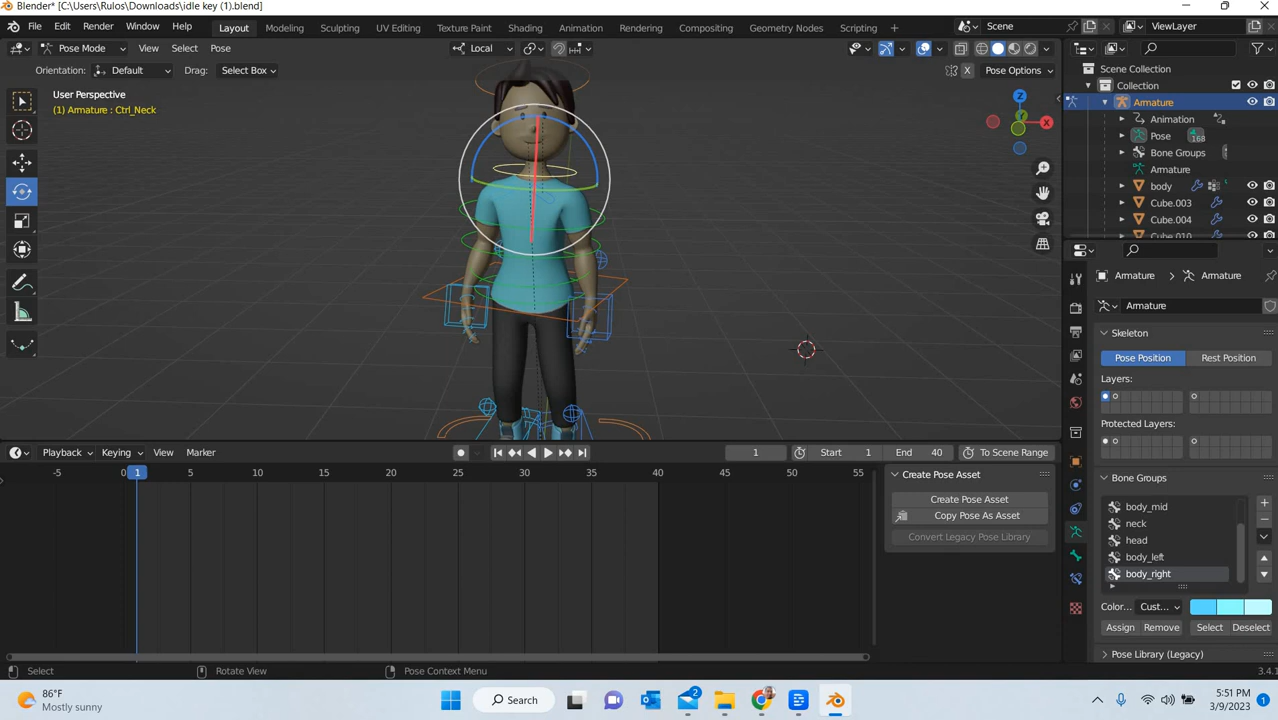 Blender* [C:\Users\Rulos\Downloads\idle key (1).blend]
File Edit Render Window Help Layout Modeling Sculpting UV Editing Texture Paint Shading Animation Rendering Compositing Geometry Nodes Scripting Scene ViewLayer
Pose Mode View Select Pose Local
Orientation: Default Drag: Select Box X Pose Options
User Perspective
(1) Armature : Ctrl_Neck
Z
Y
X
Scene Collection
Collection
Armature
Animation
Pose 168
Bone Groups
Armature
body
Cube.003
Cube.004
Cube.010
Armature Armature
Armature
Skeleton
Pose Position Rest Position
Layers:
Protected Layers:
Bone Groups
body_mid
neck
head
body_left
body_right
Color... Cust...
Assign Remove Select Deselect
Pose Library (Legacy)
Playback Keying View Marker 1 Start 1 End 40 To Scene Range
-5 0 1 5 10 15 20 25 30 35 40 45 50 55
Create Pose Asset
Create Pose Asset
Copy Pose As Asset
Convert Legacy Pose Library
Select Rotate View Pose Context Menu 3.4.
86°F
Mostly sunny
Search
2
5:51 PM
3/9/2023
1